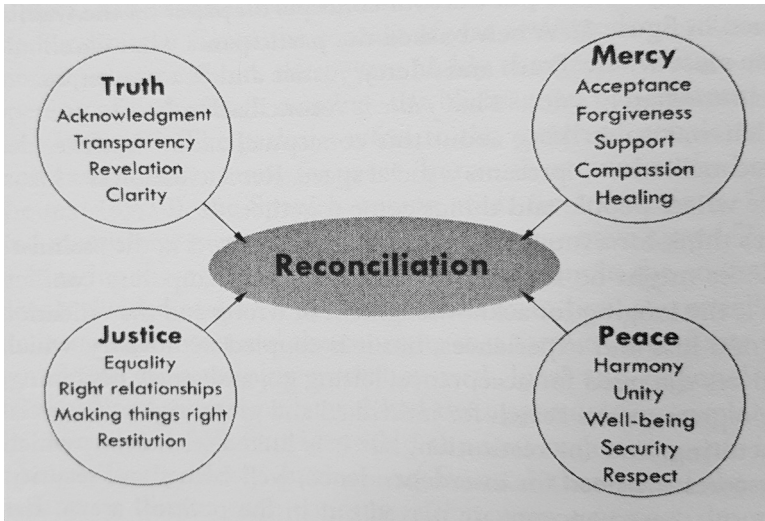 Truth
Acknowledgment
Transparency
Revelation
Clarity
Mercy
Acceptance
Forgiveness
Support
Compassion
Healing
Reconciliation
Justice
Equality
Right relationships
Making things right
Restitution
Peace
Harmony
Unity
Well-being
Security
Respect